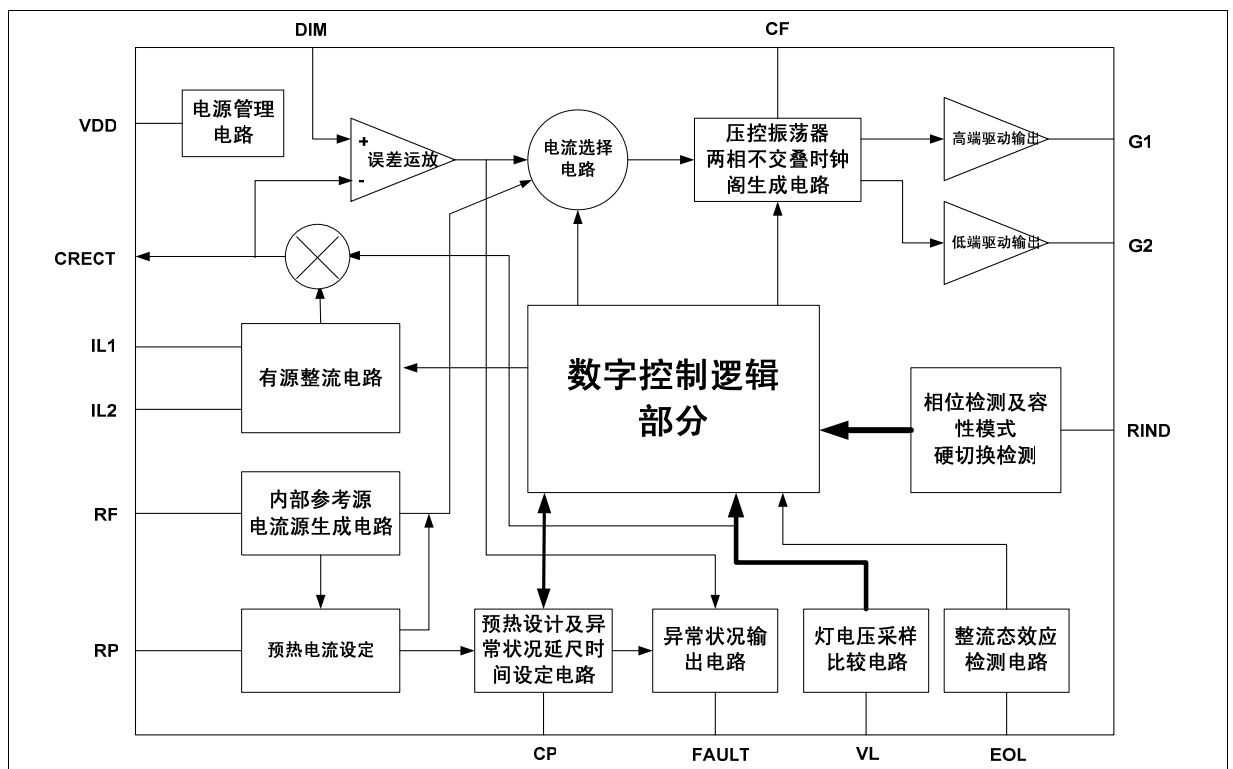 DIM
CF
VDD
电源管理
电路
+
-
误差运放
电流选择
电路
压控振荡器
两相不交叠时钟
阁生成电路
高端驱动输出
G1
低端驱动输出
G2
CRECT
IL1
IL2
有源整流电路
数字控制逻辑
部分
相位检测及容
性模式
硬切换检测
RIND
RF
内部参考源
电流源生成电路
RP
预热电流设定
预热设计及异
常状况延尺时
间设定电路
异常状况输
出电路
灯电压采样
比较电路
整流态效应
检测电路
CP
FAULT
VL
EOL